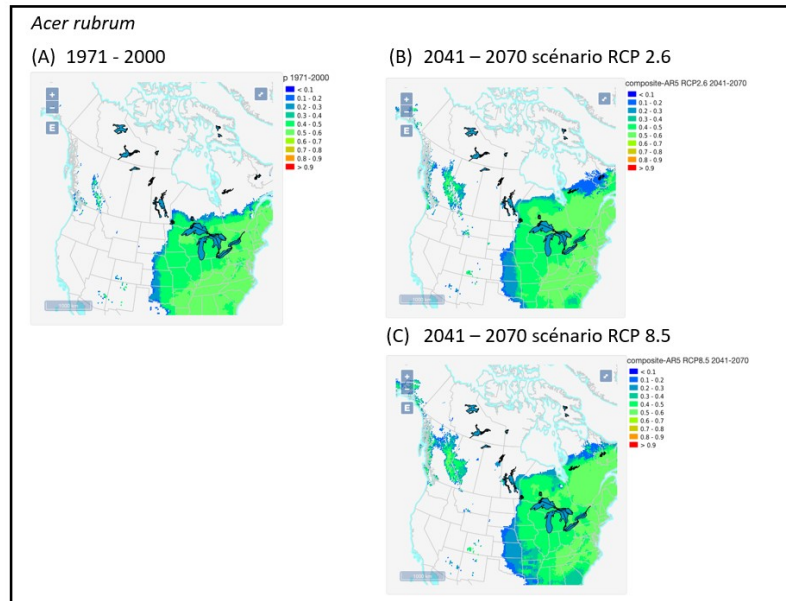 Acer rubrum
(A) 1971 - 2000
p 1971-2000
< 0.1
0.1 - 0.2
0.2 - 0.3
0.3 - 0.4
0.4 - 0.5
0.5 - 0.6
0.6 - 0.7
0.7 - 0.8
0.8 - 0.9
> 0.9
+
−
E
(B) 2041 – 2070 scénario RCP 2.6
composite-AR5 RCP2.6 2041-2070
< 0.1
0.1 - 0.2
0.2 - 0.3
0.3 - 0.4
0.4 - 0.5
0.5 - 0.6
0.6 - 0.7
0.7 - 0.8
0.8 - 0.9
> 0.9
+
−
E
(C) 2041 – 2070 scénario RCP 8.5
composite-AR5 RCP8.5 2041-2070
< 0.1
0.1 - 0.2
0.2 - 0.3
0.3 - 0.4
0.4 - 0.5
0.5 - 0.6
0.6 - 0.7
0.7 - 0.8
0.8 - 0.9
> 0.9
+
−
E